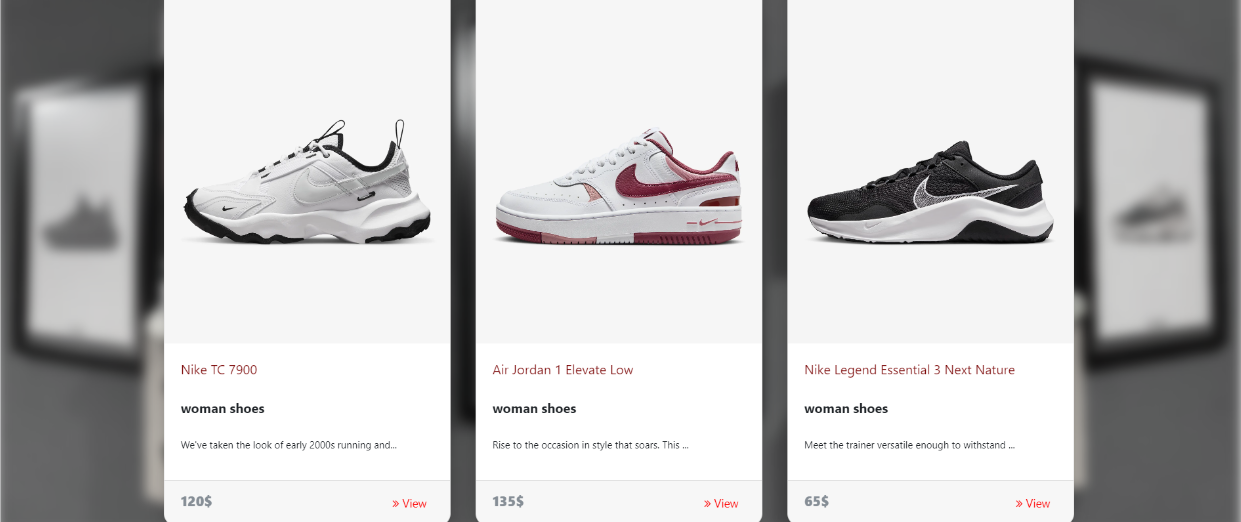 Nike TC 7900
woman shoes
We've taken the look of early 2000s running and...
120$
» View
Air Jordan 1 Elevate Low
woman shoes
Rise to the occasion in style that soars. This ...
135$
» View
Nike Legend Essential 3 Next Nature
woman shoes
Meet the trainer versatile enough to withstand ...
65$
» View